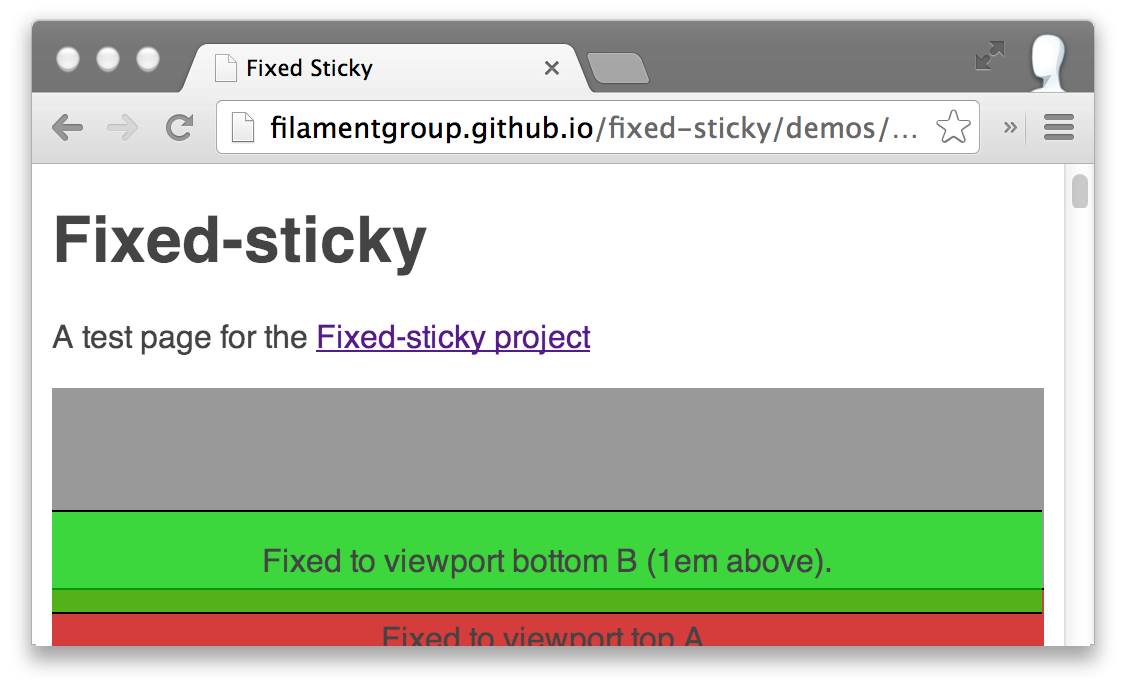 Fixed Sticky
filamentgroup.github.io/fixed-sticky/demos/...
Fixed-sticky
A test page for the Fixed-sticky project
Fixed to viewport bottom B (1em above).
Fixed to viewport top A